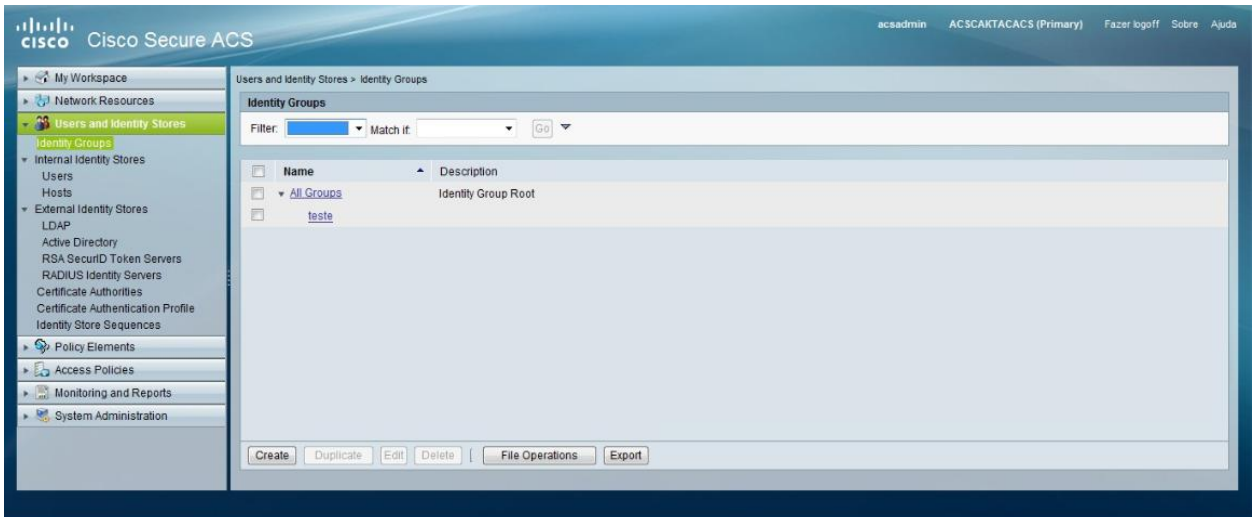 CISCO Cisco Secure ACS
acsadmin ACSCAKTACACS (Primary) Fazer logoff Sobre Ajuda
My Workspace
Network Resources
Users and Identity Stores
Identity Groups
Internal Identity Stores
Users
Hosts
External Identity Stores
LDAP
Active Directory
RSA SecurID Token Servers
RADIUS Identity Servers
Certificate Authorities
Certificate Authentication Profile
Identity Store Sequences
Policy Elements
Access Policies
Monitoring and Reports
System Administration
Users and Identity Stores > Identity Groups
Identity Groups
Filter: Match if: Go
Name Description
All Groups Identity Group Root
teste
Create Duplicate Edit Delete | File Operations Export